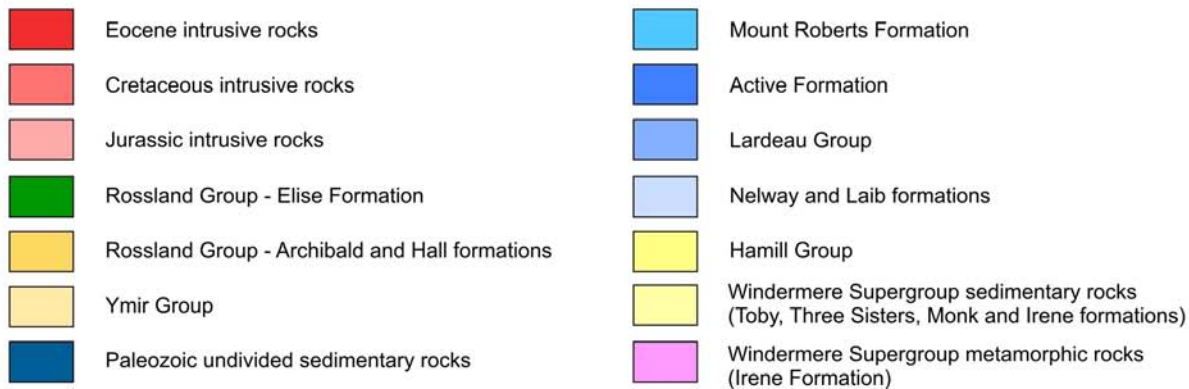 Eocene intrusive rocks
Cretaceous intrusive rocks
Jurassic intrusive rocks
Rossland Group - Elise Formation
Rossland Group - Archibald and Hall formations
Ymir Group
Paleozoic undivided sedimentary rocks
Mount Roberts Formation
Active Formation
Lardeau Group
Nelway and Laib formations
Hamill Group
Windermere Supergroup sedimentary rocks
(Toby, Three Sisters, Monk and Irene formations)
Windermere Supergroup metamorphic rocks
(Irene Formation)